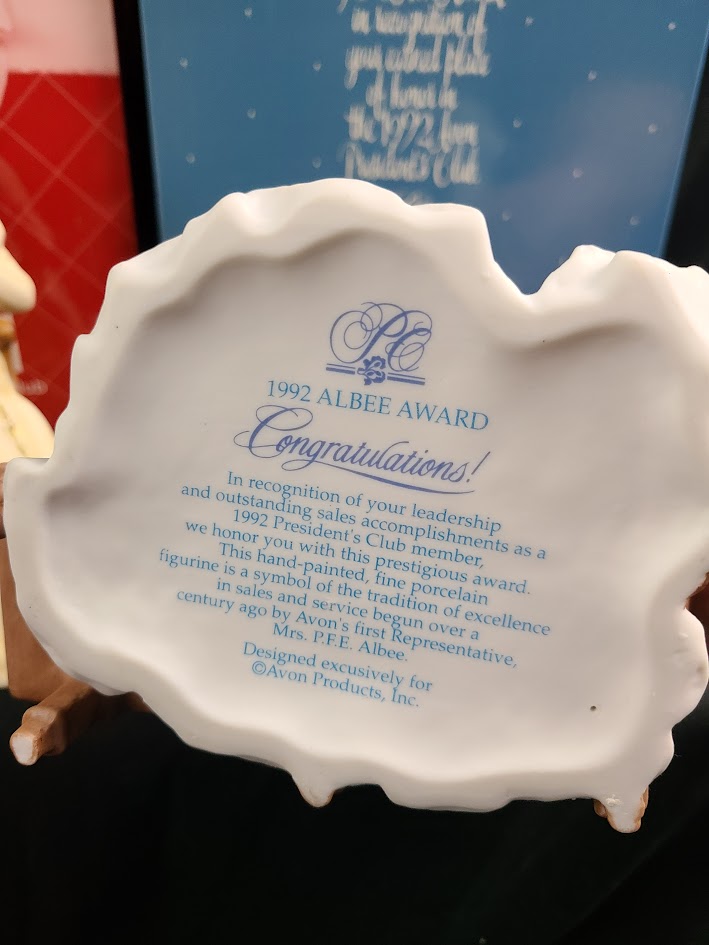 in recognition of
your earned place
of honor in
the 1992 Avon
President's Club
PC
1992 ALBEE AWARD
Congratulations!
In recognition of your leadership
and outstanding sales accomplishments as a
1992 President's Club member,
we honor you with this prestigious award.
This hand-painted, fine porcelain
figurine is a symbol of the tradition of excellence
in sales and service begun over a
century ago by Avon's first Representative,
Mrs. P.F.E. Albee.
Designed excusively for
©Avon Products, Inc.